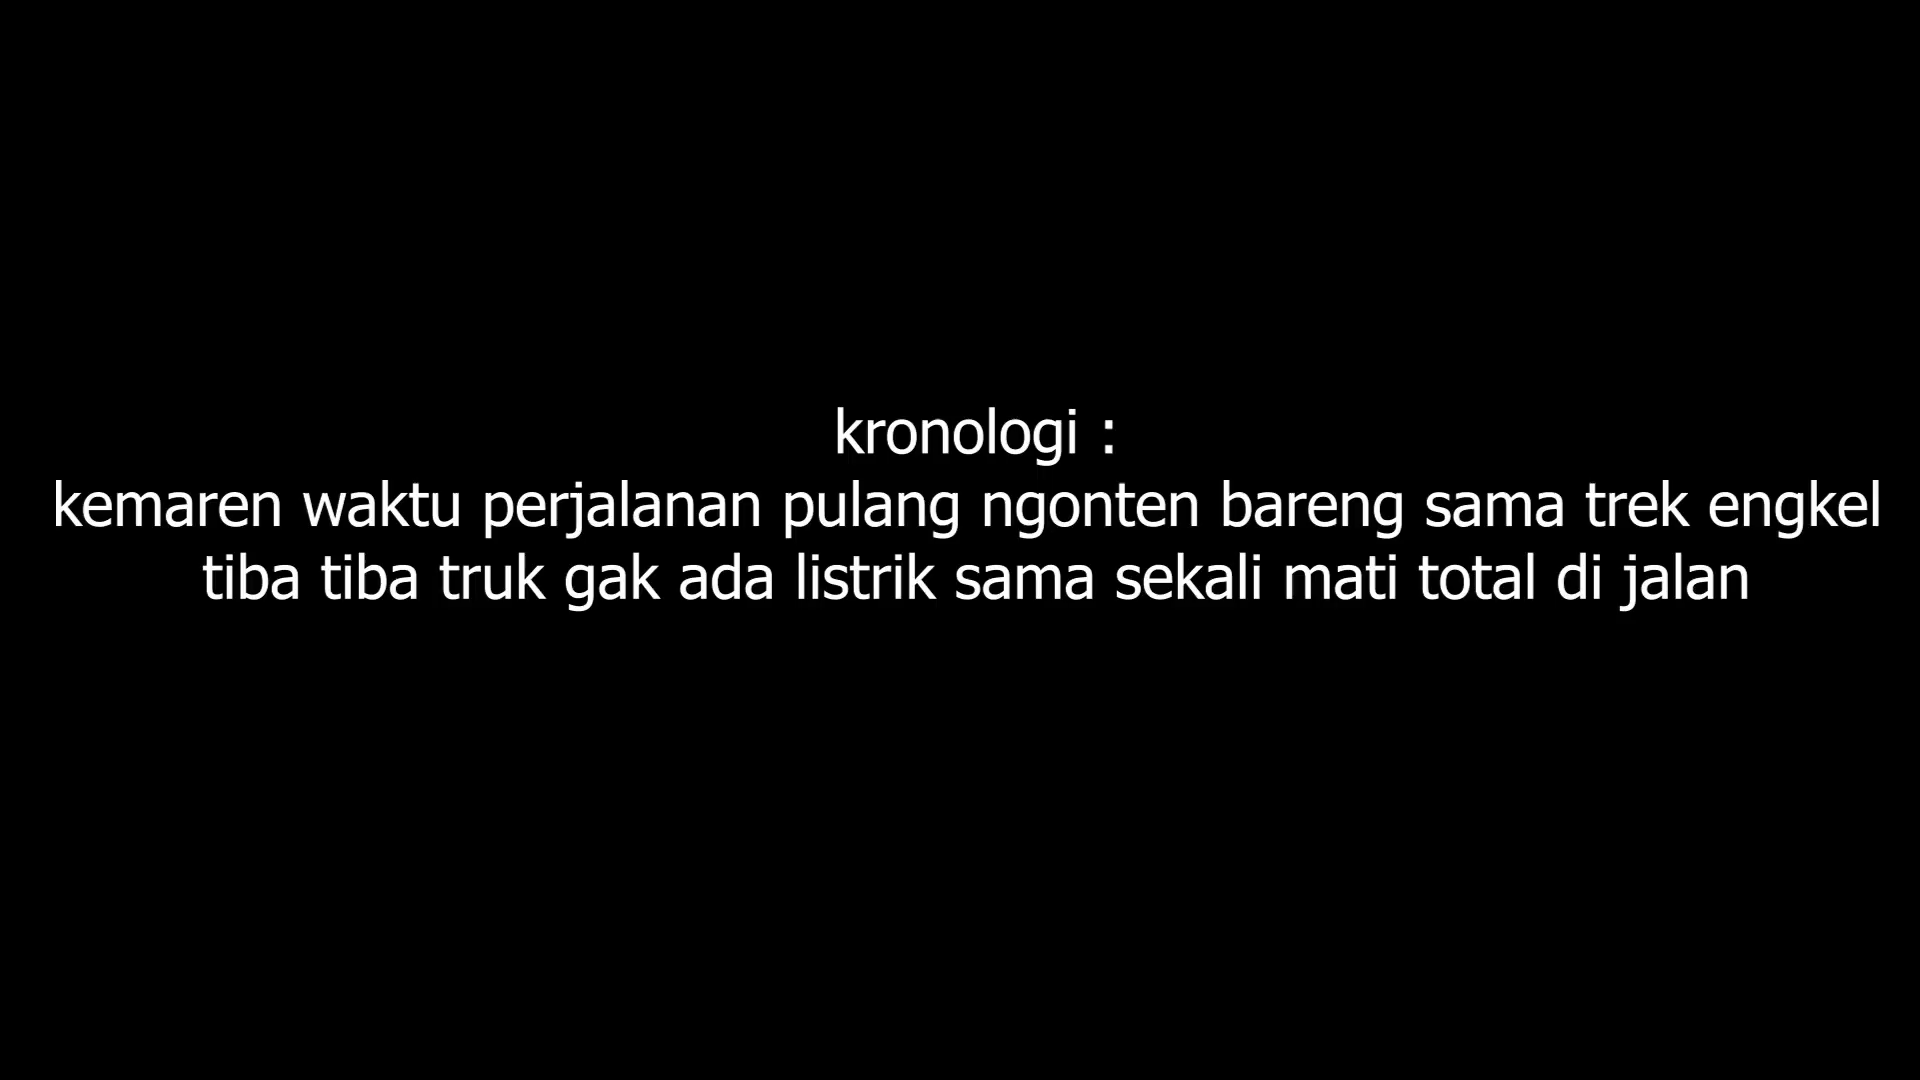 kronologi :
kemaren waktu perjalanan pulang ngonten bareng sama trek engkel
tiba tiba truk gak ada listrik sama sekali mati total di jalan